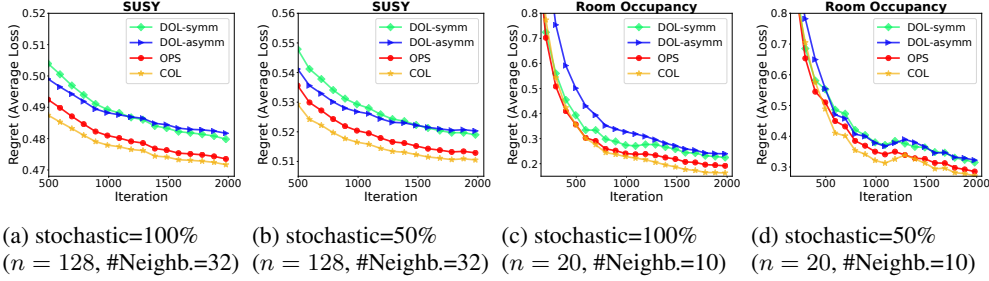 SUSY
0.52
0.51
0.50
0.49
0.48
0.47
500
1000
1500
2000
Regret (Average Loss)
Iteration
DOL-symm
DOL-asymm
OPS
COL
(a) stochastic=100%
(n = 128, #Neighb.=32)
SUSY
0.56
0.55
0.54
0.53
0.52
0.51
500
1000
1500
2000
Regret (Average Loss)
Iteration
DOL-symm
DOL-asymm
OPS
COL
(b) stochastic=50%
(n = 128, #Neighb.=32)
Room Occupancy
0.8
0.7
0.6
0.5
0.4
0.3
0.2
500
1000
1500
2000
Regret (Average Loss)
Iteration
DOL-symm
DOL-asymm
OPS
COL
(c) stochastic=100%
(n = 20, #Neighb.=10)
Room Occupancy
0.8
0.7
0.6
0.5
0.4
0.3
500
1000
1500
2000
Regret (Average Loss)
Iteration
DOL-symm
DOL-asymm
OPS
COL
(d) stochastic=50%
(n = 20, #Neighb.=10)